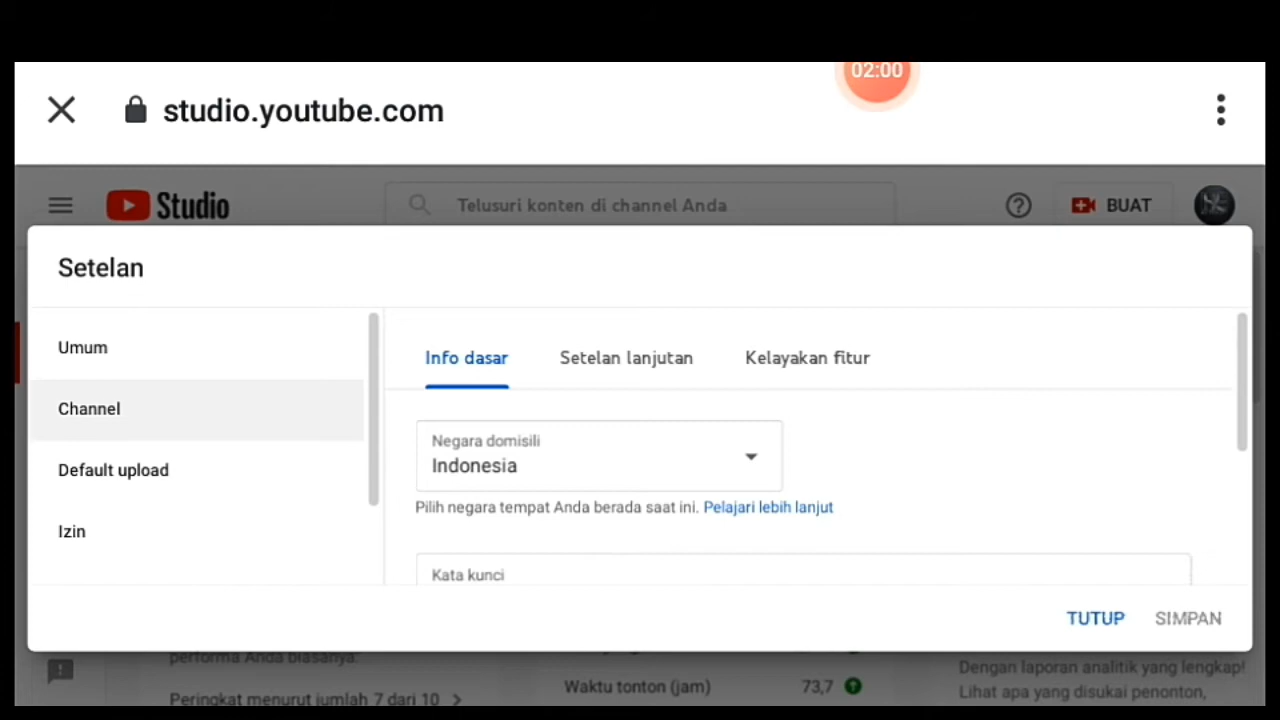 02:00
studio.youtube.com
Studio
Telusuri konten di channel Anda
BUAT
Setelan
Umum
Channel
Default upload
Izin
Info dasar
Setelan lanjutan
Kelayakan fitur
Negara domisili
Indonesia
Pilih negara tempat Anda berada saat ini. Pelajari lebih lanjut
Kata kunci
TUTUP
SIMPAN
performa Anda biasanya.
Peringkat menurut jumlah 7 dari 10
Waktu tonton (jam) 73,7
Dengan laporan analitik yang lengkap!
Lihat apa yang disukai penonton,